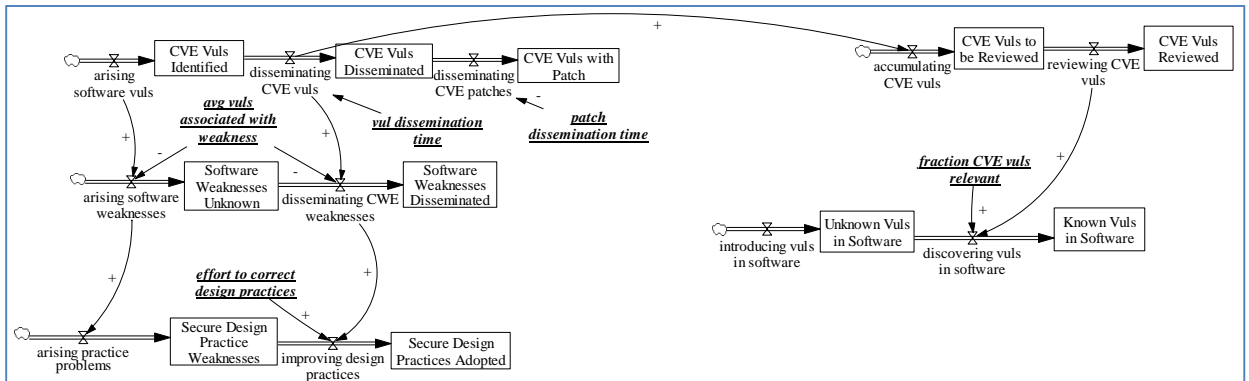 CVE Vuls
Identified
CVE Vuls
Disseminated
CVE Vuls with
Patch
CVE Vuls to
be Reviewed
CVE Vuls
Reviewed
arising
software vuls
disseminating
CVE vuls
disseminating
CVE patches
accumulating
CVE vuls
reviewing CVE
vuls
+
avg vuls
associated with
weakness
vul dissemination
time
-
patch
dissemination time
-
+
-
+
-
Software
Weaknesses
Unknown
Software
Weaknesses
Disseminated
arising software
weaknesses
disseminating CWE
weaknesses
fraction CVE vuls
relevant
+
+
Unknown Vuls
in Software
Known Vuls
in Software
introducing vuls
in software
discovering vuls
in software
+
+
effort to correct
design practices
+
Secure Design
Practice
Weaknesses
Secure Design
Practices Adopted
arising practice
problems
improving design
practices